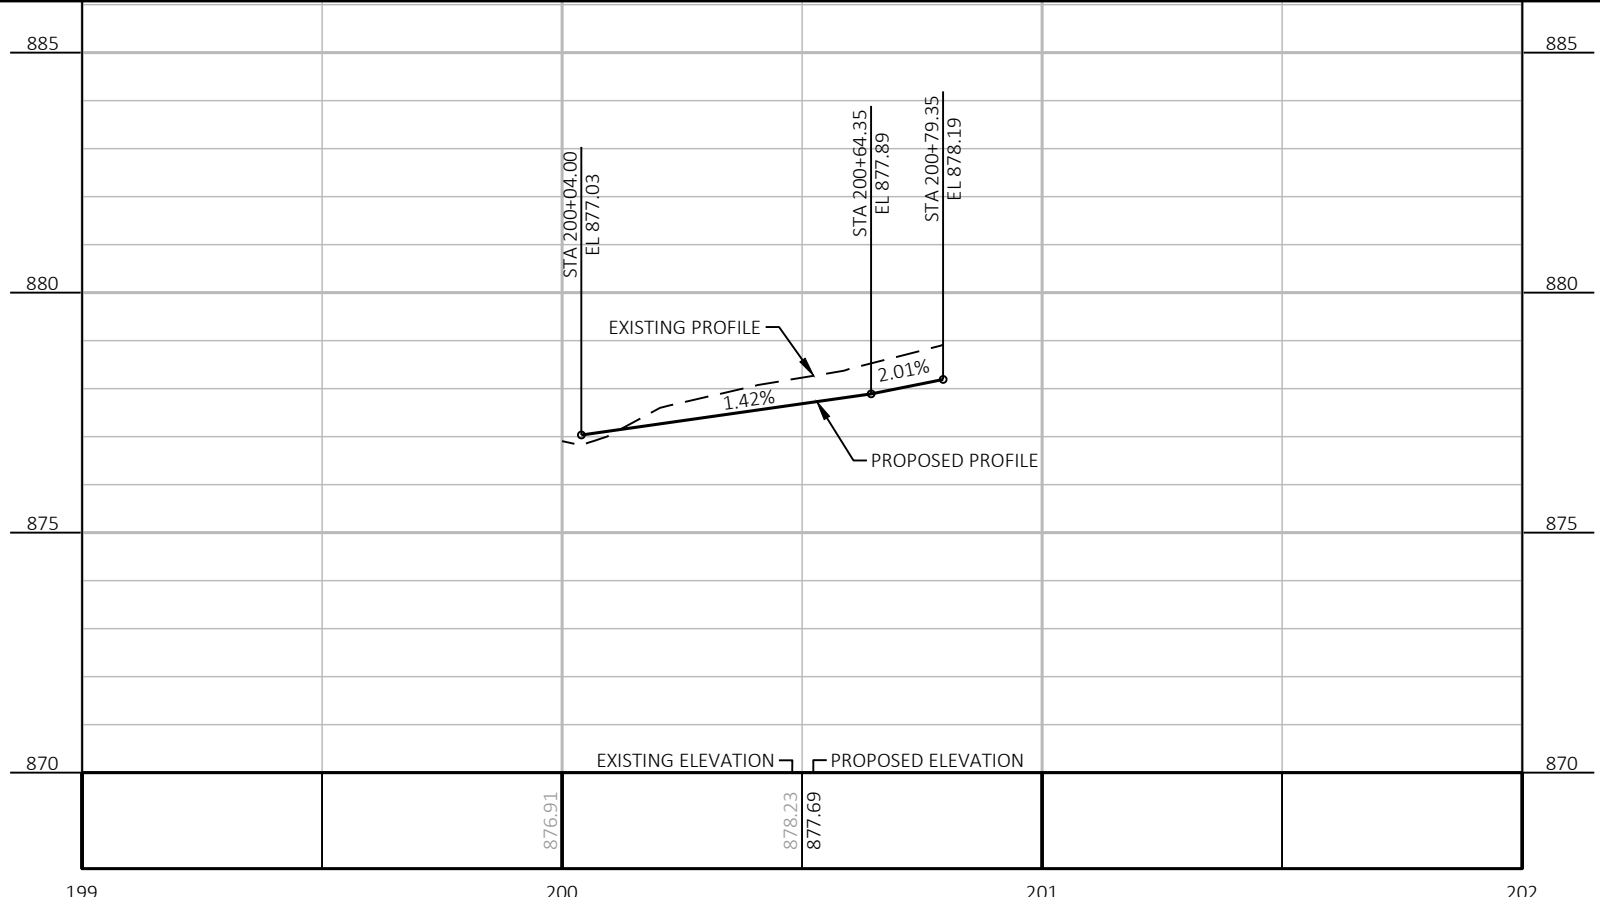 885
885
STA 200+04.00
EL 877.03
STA 200+64.35
EL 877.89
STA 200+79.35
EL 878.19
880
880
EXISTING PROFILE
1.42%
2.01%
PROPOSED PROFILE
875
875
870
EXISTING ELEVATION
PROPOSED ELEVATION
870
876.91
878.23
877.69
199
200
201
202